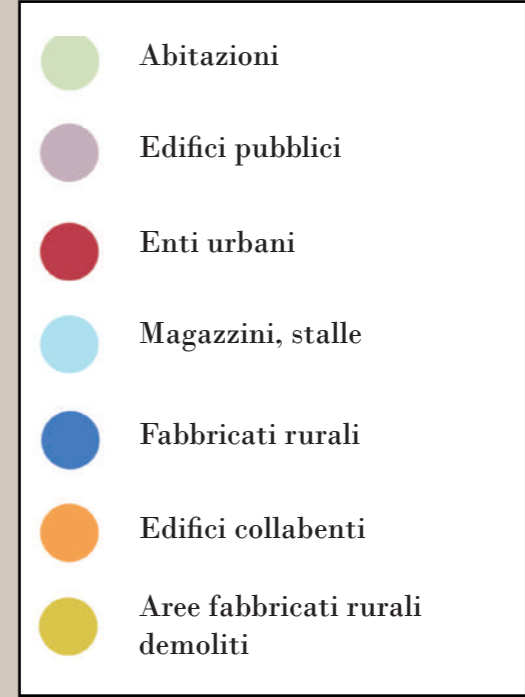 Abitazioni
Edifici pubblici
Enti urbani
Magazzini, stalle
Fabbricati rurali
Edifici collabenti
Aree fabbricati rurali
demoliti